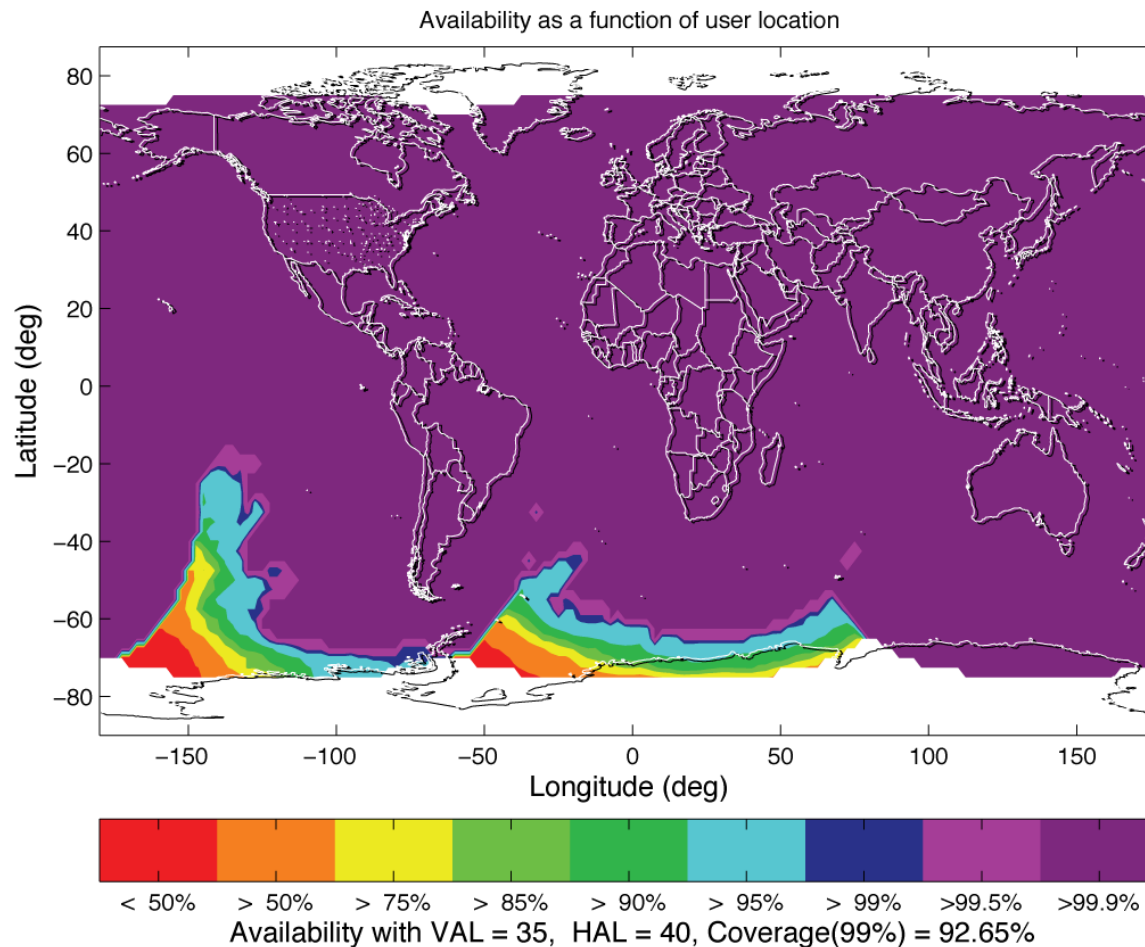 Availability as a function of user location
80
60
40
20
0
−20
−40
−60
−80
Latitude (deg)
−150 −100 −50 0 50 100 150
Longitude (deg)
< 50% > 50% > 75% > 85% > 90% > 95% > 99% >99.5% >99.9%
Availability with VAL = 35, HAL = 40, Coverage(99%) = 92.65%